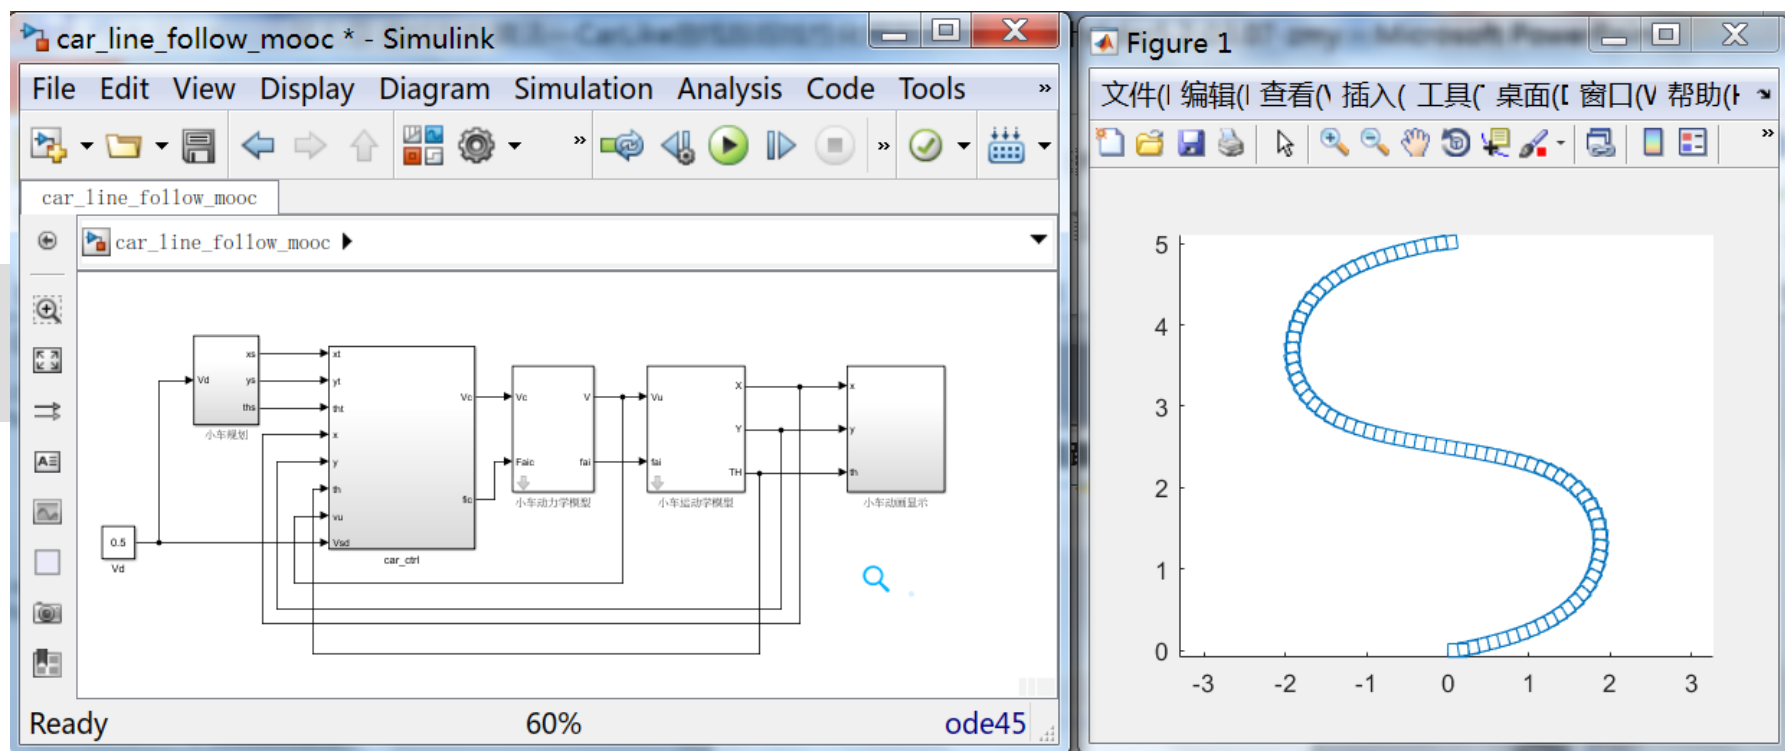 car_line_follow_mooc * - Simulink
File Edit View Display Diagram Simulation Analysis Code Tools »
» »
car_line_follow_mooc
car_line_follow_mooc
Vd xs
ys
ths
小车规划
xt
yt
tht
x
y
th
vu
Vsd
Vc
fic
car_ctrl
Vc V
Faic fai
小车动力学模型
Vu X
Y
fai TH
小车运动学模型
x
y
th
小车动画显示
0.5
Vd
Ready 60% ode45
Figure 1
文件( 编辑( 查看( 插入( 工具( 桌面( 窗口( 帮助(
»
5
4
3
2
1
0
-3 -2 -1 0 1 2 3